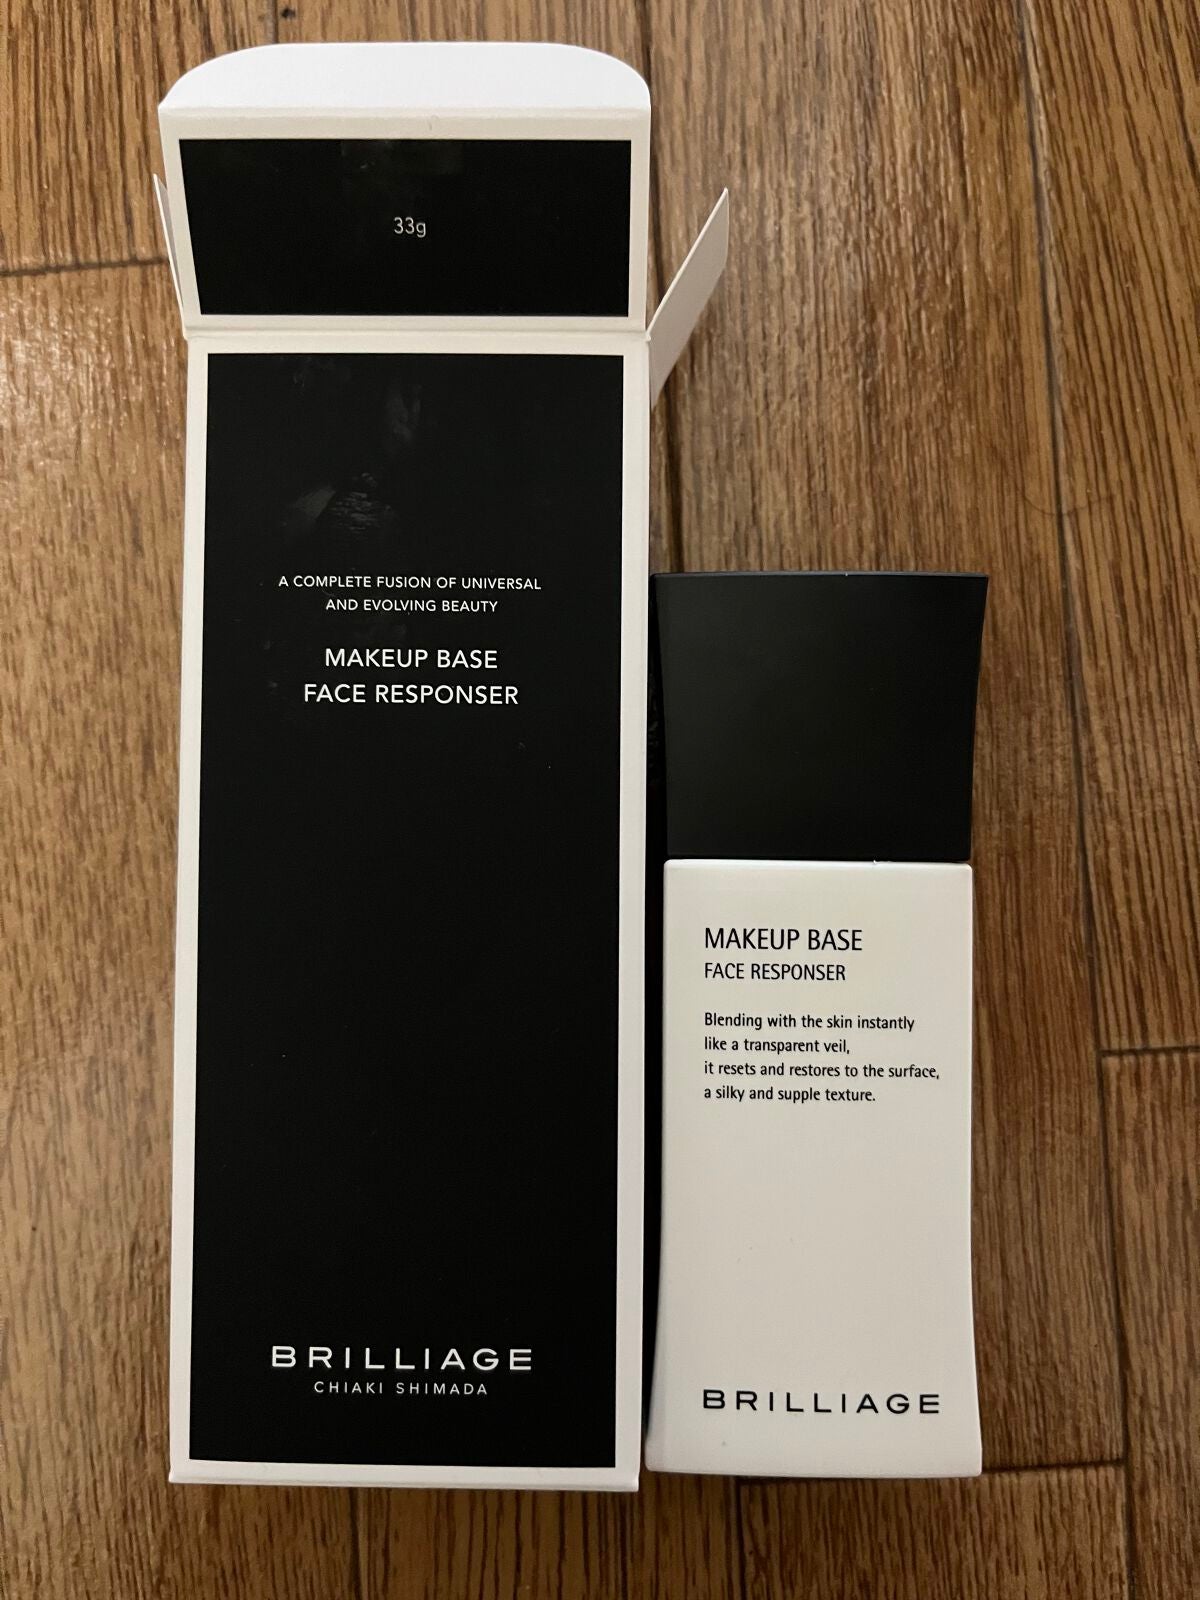 33g
A COMPLETE FUSION OF UNIVERSAL
AND EVOLVING BEAUTY
MAKEUP BASE
FACE RESPONSER
BRILLIAGE
CHIAKI SHIMADA
MAKEUP BASE
FACE RESPONSER
Blending with the skin instantly
like a transparent veil,
it resets and restores to the surface,
a silky and supple texture.
BRILLIAGE